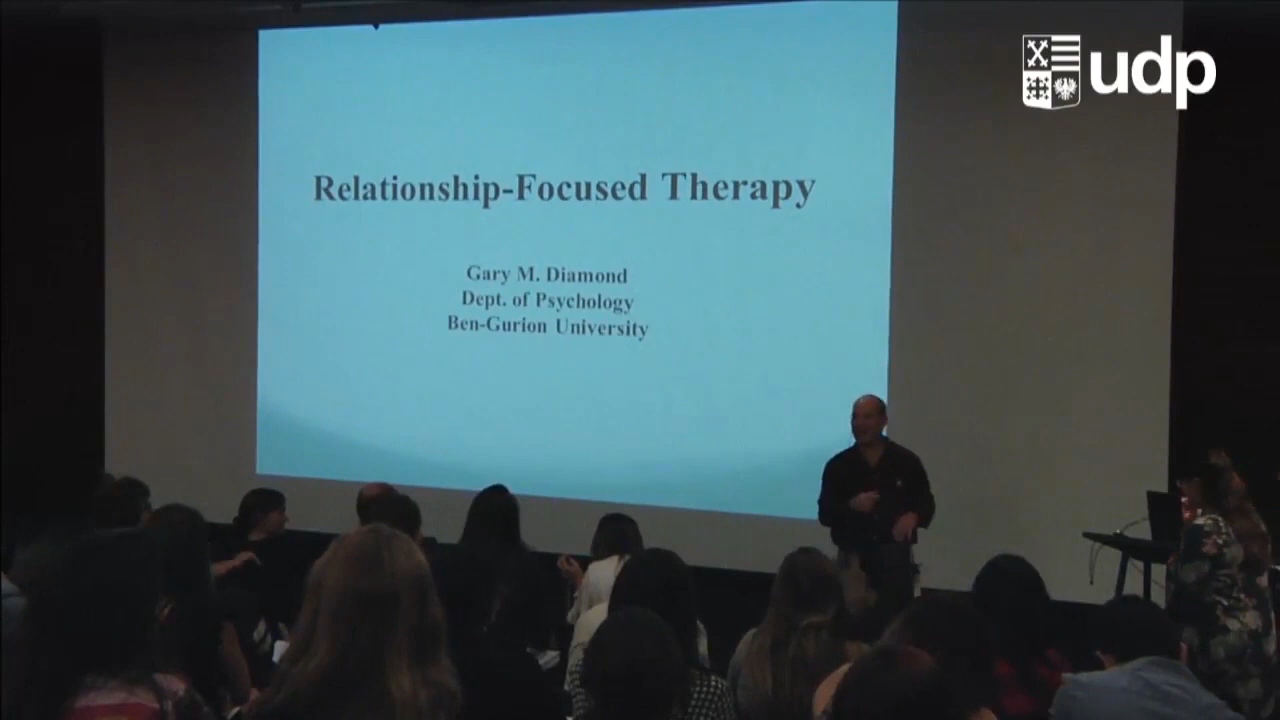 udp
Relationship-Focused Therapy
Gary M. Diamond
Dept. of Psychology
Ben-Gurion University